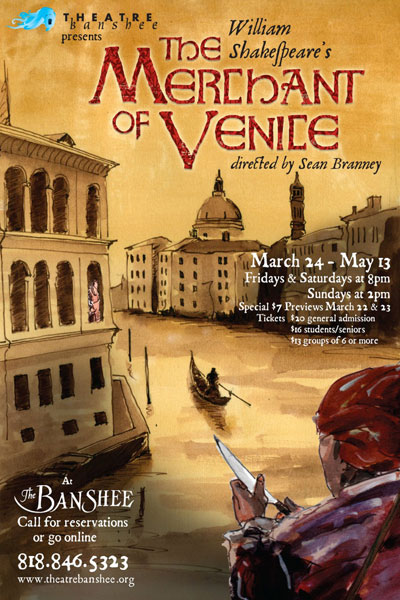 THEATRE
Banshee
presents
William
Shakespeare's
THE
MERCHANT
OF VENICE
directed by Sean Branney
March 24 - May 13
Fridays & Saturdays at 8pm
Sundays at 2pm
Special $7 Previews March 22 & 23
Tickets $20 general admission
$16 students/seniors
$13 groups of 6 or more
At
The BANSHEE
Call for reservations
or go online
818.846.5323
www.theatrebanshee.org